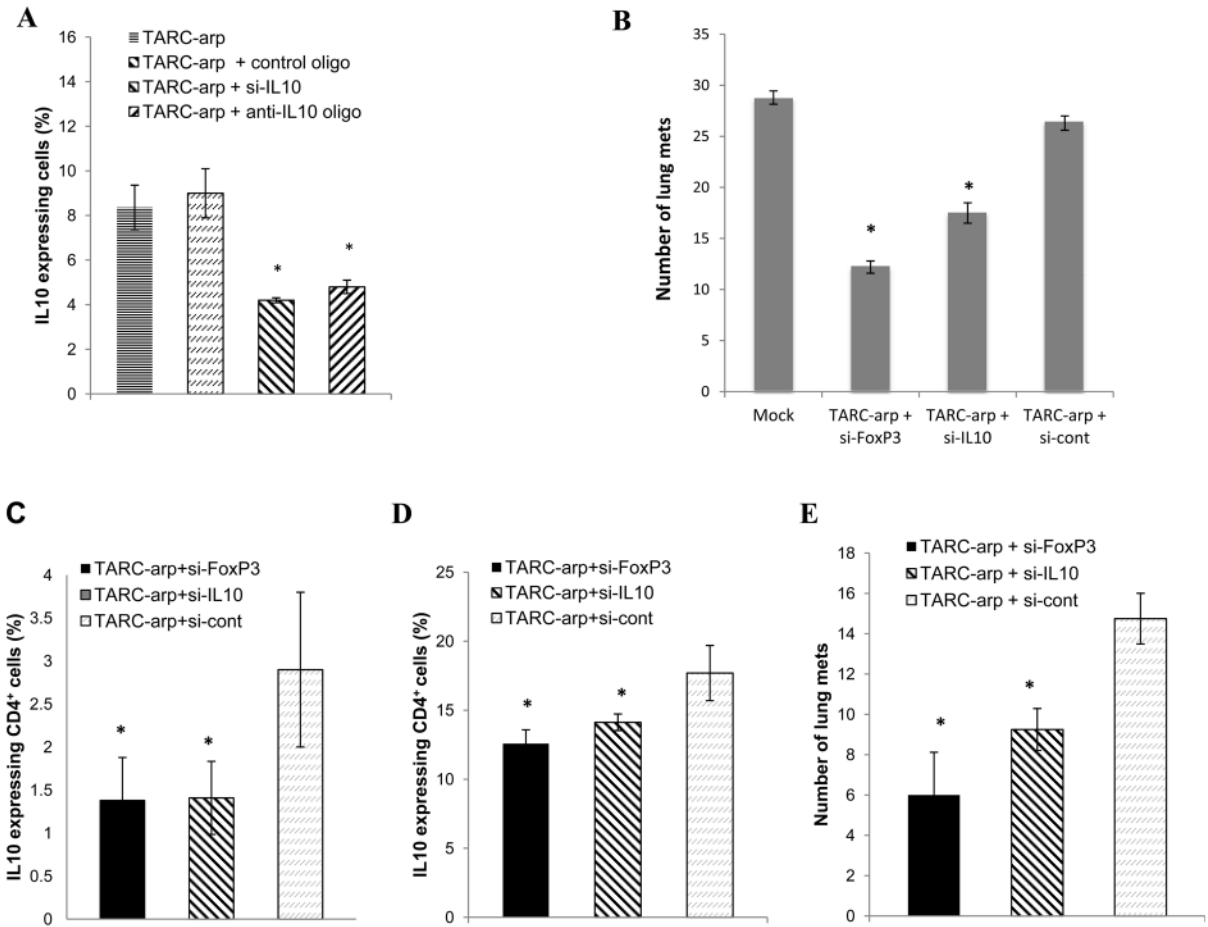 A
IL10 expressing cells (%)
16
14
12
10
8
6
4
2
0
TARC-arp
TARC-arp + control oligo
TARC-arp + si-IL10
TARC-arp + anti-IL10 oligo
*
*
B
Number of lung mets
35
30
25
20
15
10
5
0
*
*
Mock
TARC-arp +
si-FoxP3
TARC-arp +
si-IL10
TARC-arp +
si-cont
C
IL10 expressing CD4⁺ cells (%)
4
3.5
3
2.5
2
1.5
1
0.5
0
TARC-arp+si-FoxP3
TARC-arp+si-IL10
TARC-arp+si-cont
*
*
D
IL10 expressing CD4⁺ cells (%)
25
20
15
10
5
0
TARC-arp+si-FoxP3
TARC-arp+si-IL10
TARC-arp+si-cont
*
*
E
Number of lung mets
18
16
14
12
10
8
6
4
2
0
TARC-arp + si-FoxP3
TARC-arp + si-IL10
TARC-arp + si-cont
*
*